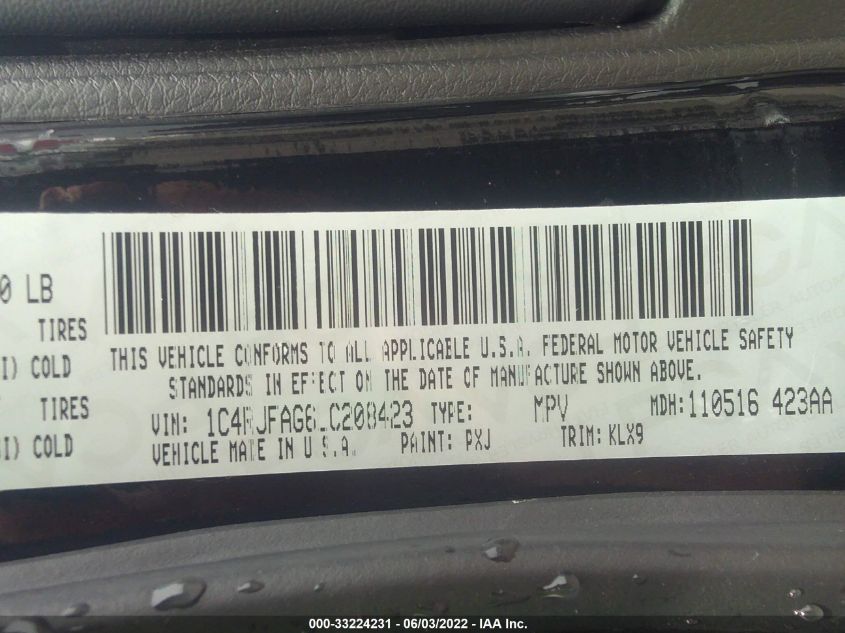 0 LB
TIRES
I) COLD
TIRES
I) COLD
THIS VEHICLE CONFORMS TO ALL APPLICABLE U.S.A. FEDERAL MOTOR VEHICLE SAFETY
STANDARDS IN EFFECT ON THE DATE OF MANUFACTURE SHOWN ABOVE.
VIN: TYPE: MPV MDH:110516 423AA
VEHICLE MADE IN U.S.A. PAINT: PXJ TRIM: KLX9
000-33224231 - 06/03/2022 - IAA Inc.